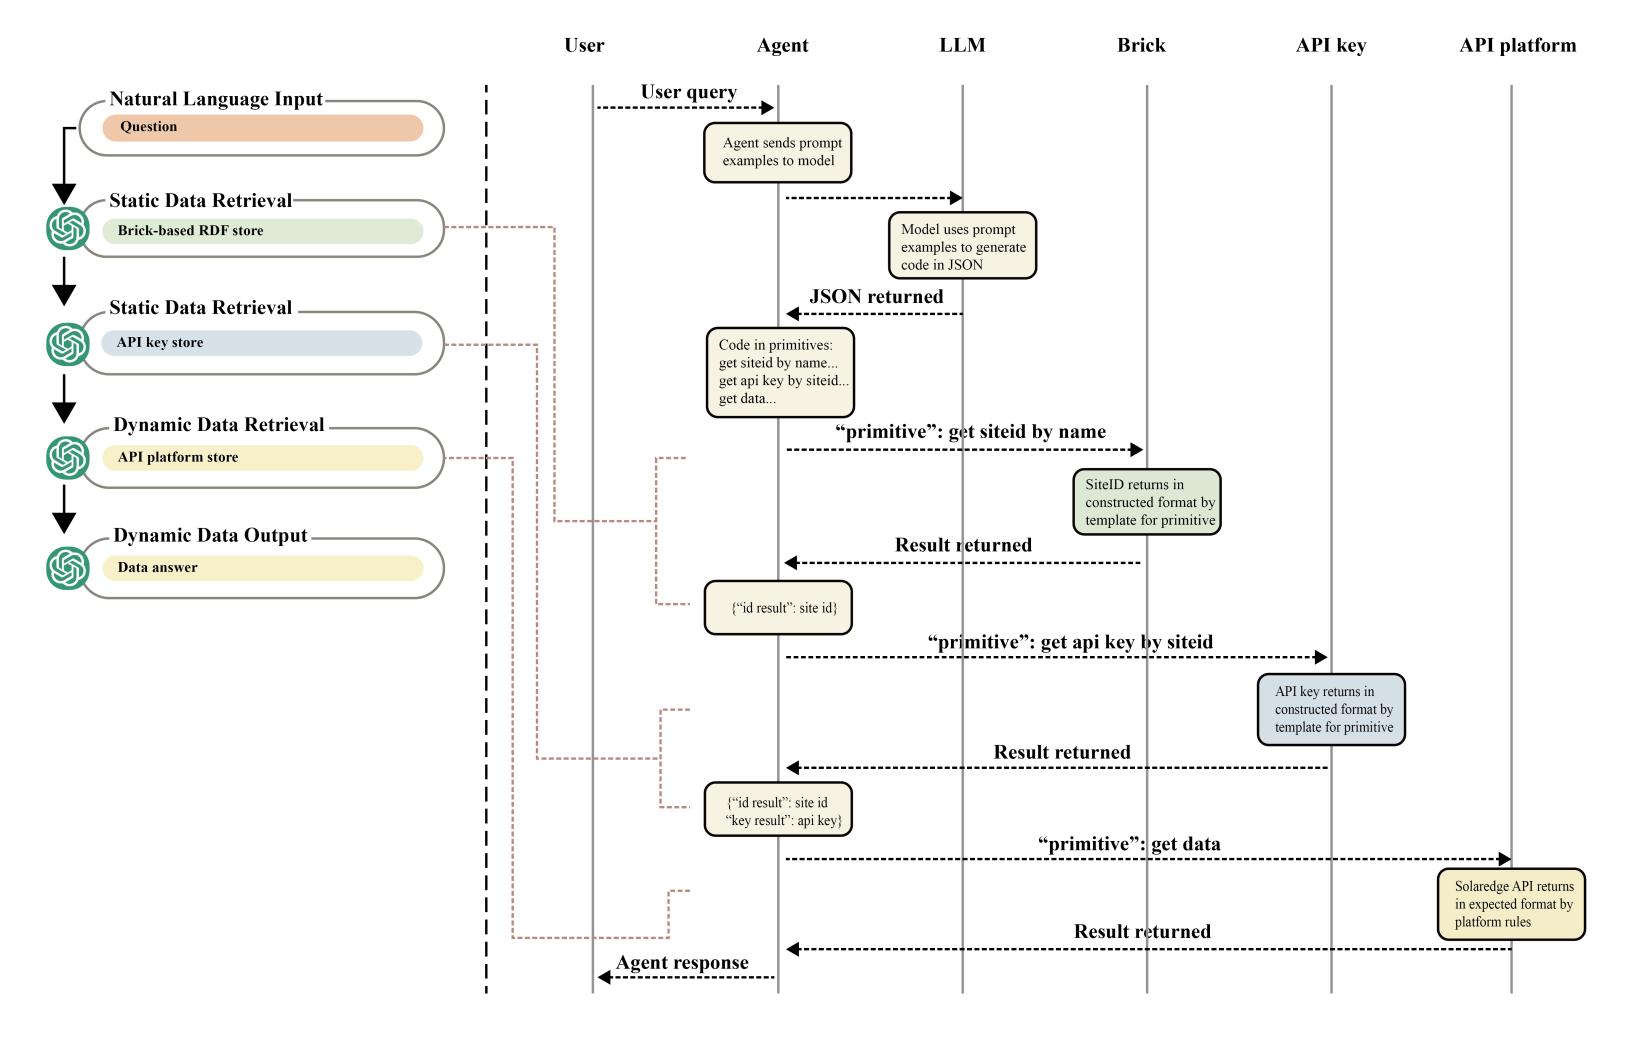 User
Agent
LLM
Brick
API key
API platform
Natural Language Input
Question
Static Data Retrieval
Brick-based RDF store
Static Data Retrieval
API key store
Dynamic Data Retrieval
API platform store
Dynamic Data Output
Data answer
User query
Agent sends prompt
examples to model
Model uses prompt
examples to generate
code in JSON
JSON returned
Code in primitives:
get siteid by name...
get api key by siteid...
get data...
“primitive”: get siteid by name
SiteID returns in
constructed format by
template for primitive
Result returned
{“id result”: site id}
“primitive”: get api key by siteid
API key returns in
constructed format by
template for primitive
Result returned
{“id result”: site id
“key result”: api key}
“primitive”: get data
Solaredge API returns
in expected format by
platform rules
Result returned
Agent response